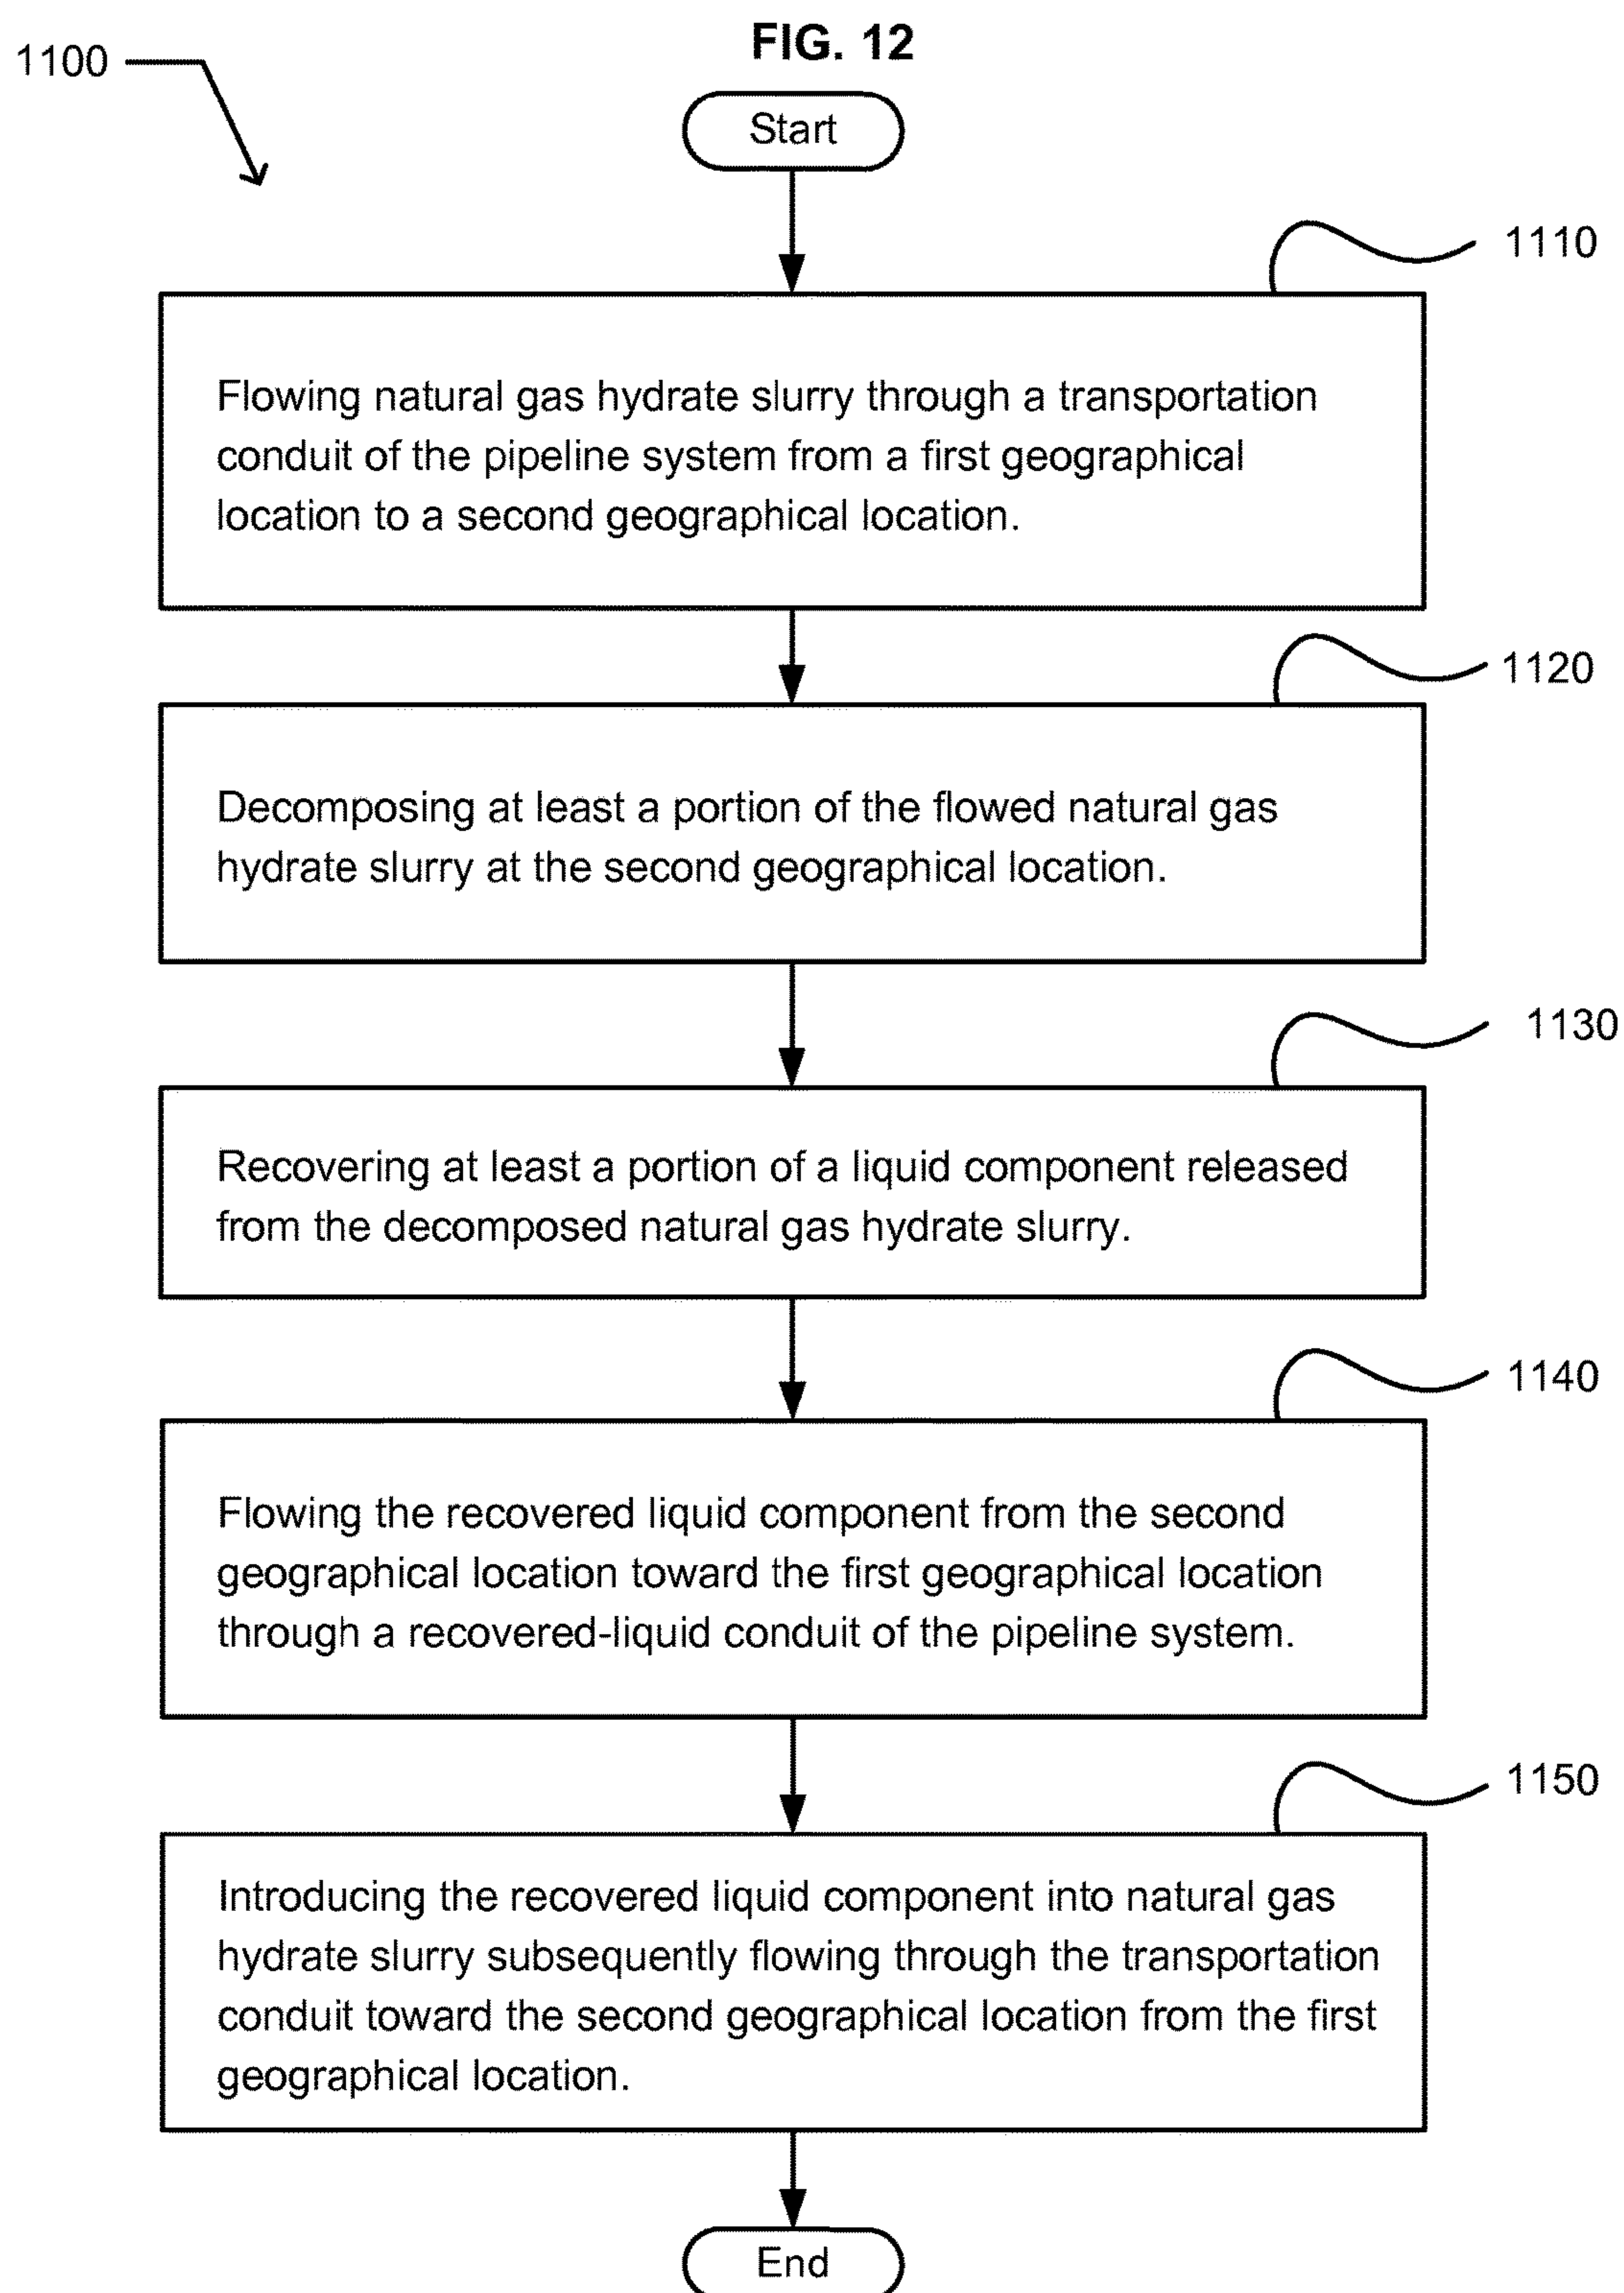 FIG. 12
1100
Start
1110
Flowing natural gas hydrate slurry through a transportation
conduit of the pipeline system from a first geographical
location to a second geographical location.
1120
Decomposing at least a portion of the flowed natural gas
hydrate slurry at the second geographical location.
1130
Recovering at least a portion of a liquid component released
from the decomposed natural gas hydrate slurry.
1140
Flowing the recovered liquid component from the second
geographical location toward the first geographical location
through a recovered-liquid conduit of the pipeline system.
1150
Introducing the recovered liquid component into natural gas
hydrate slurry subsequently flowing through the transportation
conduit toward the second geographical location from the first
geographical location.
End